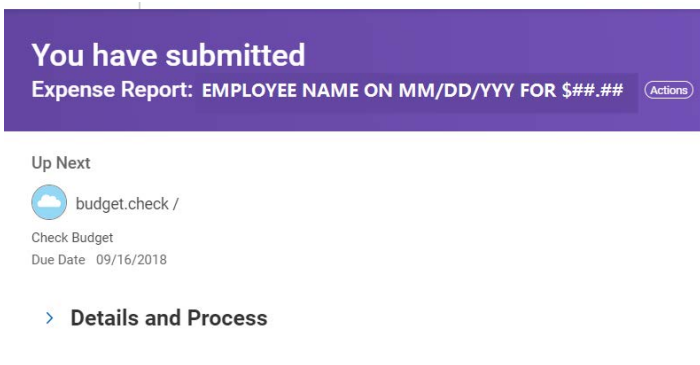 You have submitted
Expense Report: EMPLOYEE NAME ON MM/DD/YYY FOR $##.## Actions
Up Next
budget.check /
Check Budget
Due Date 09/16/2018
Details and Process